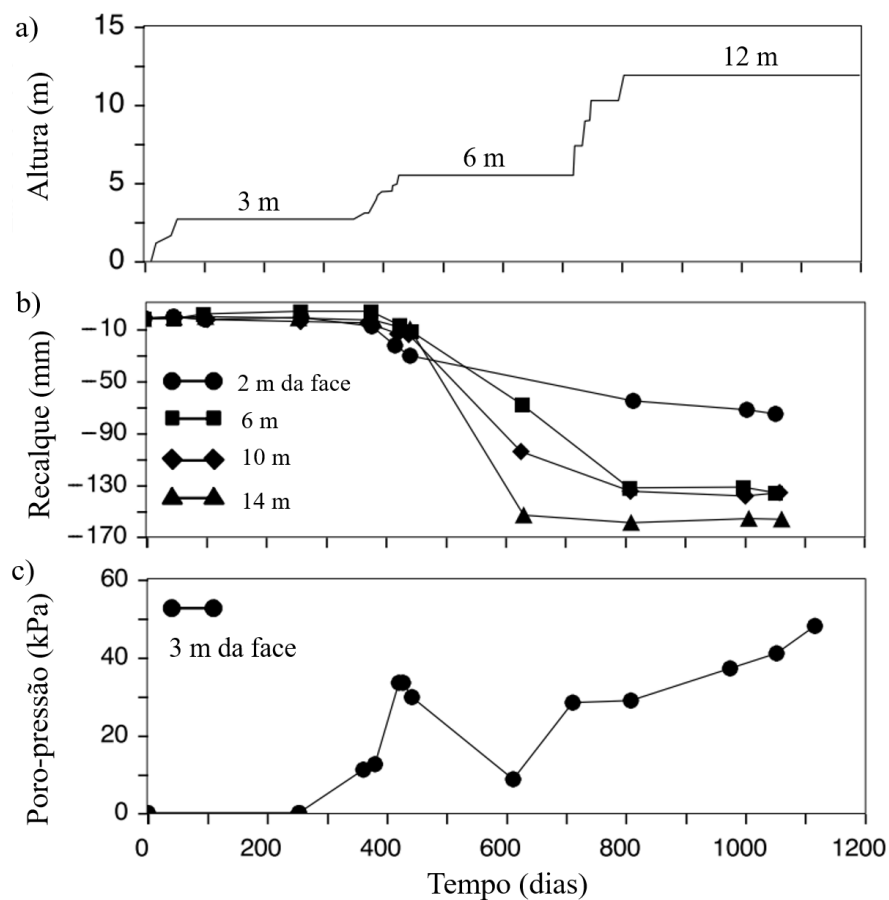 a)
15
10
5
0
Altura (m)
3 m
6 m
12 m
b)
−10
−50
−90
−130
−170
Recalque (mm)
2 m da face
6 m
10 m
14 m
c)
60
40
20
0
Poro-pressão (kPa)
3 m da face
0 200 400 600 800 1000 1200
Tempo (dias)